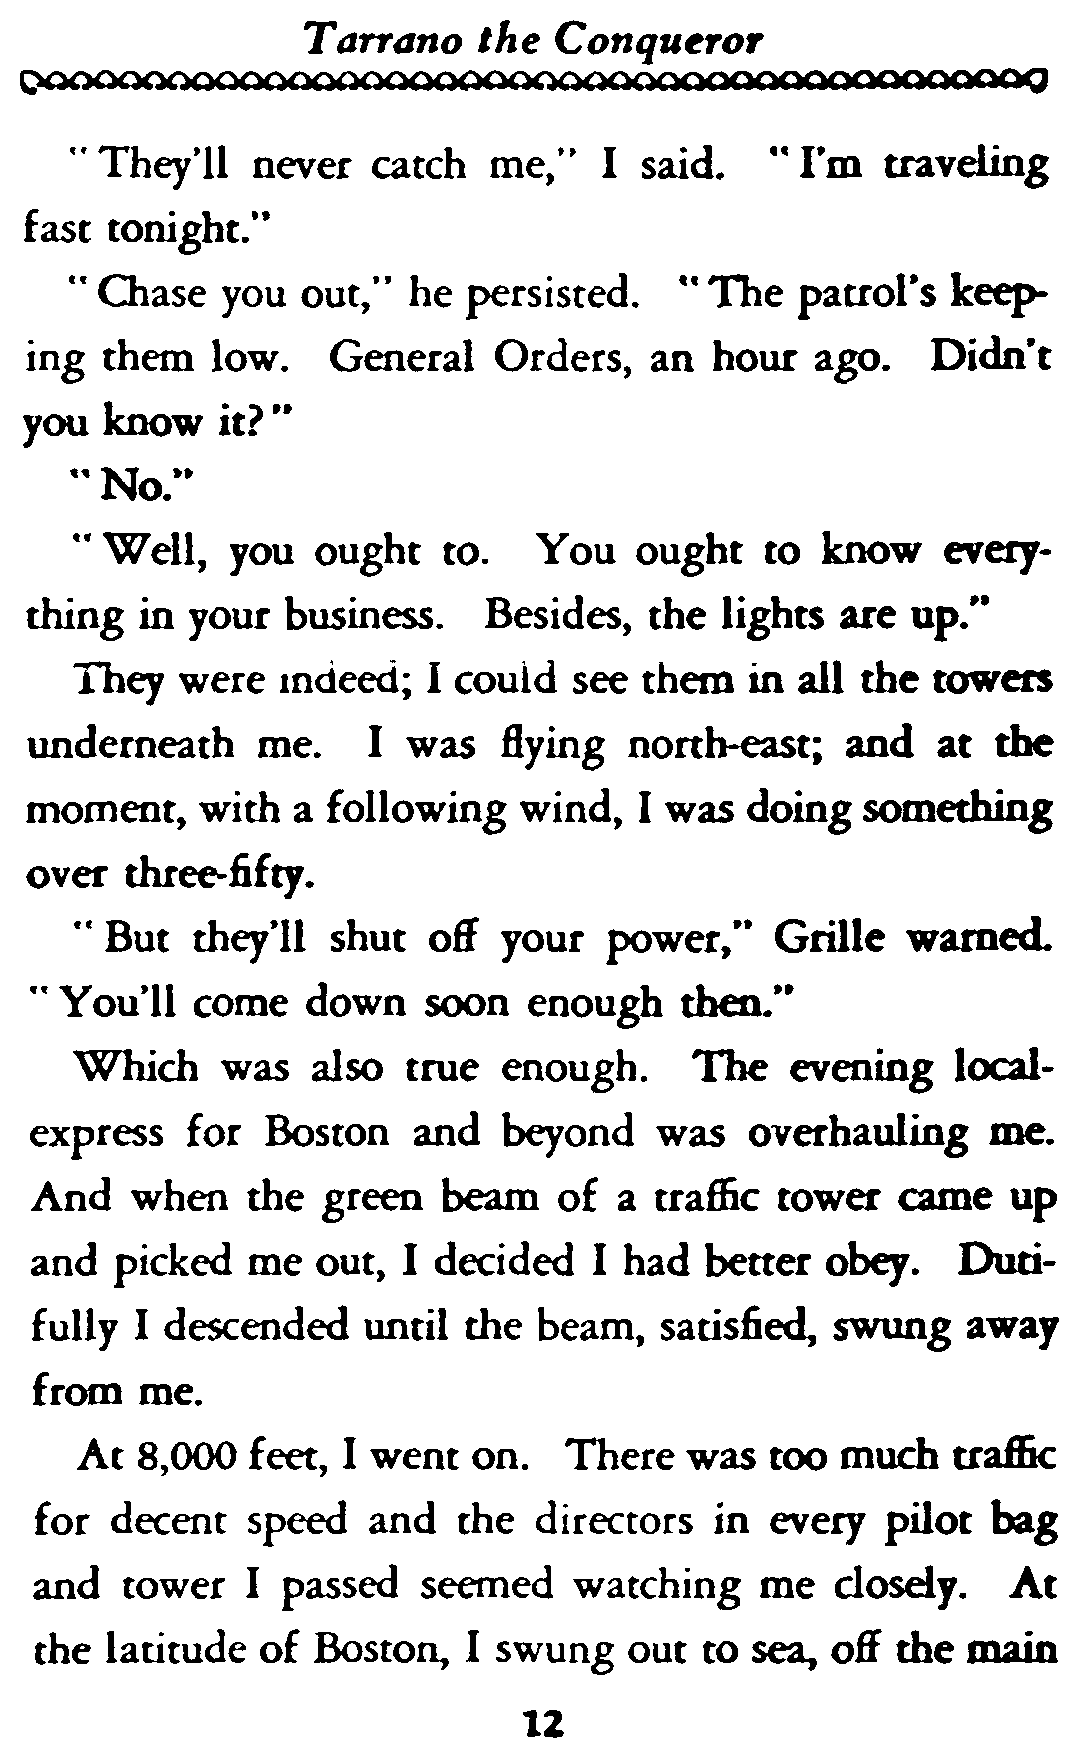 Tarrano the Conqueror
"They'll never catch me," I said. "I'm traveling
fast tonight."
"Chase you out," he persisted. "The patrol's keep-
ing them low. General Orders, an hour ago. Didn't
you know it?"
"No."
"Well, you ought to. You ought to know every-
thing in your business. Besides, the lights are up."
They were indeed; I could see them in all the towers
underneath me. I was flying north-east; and at the
moment, with a following wind, I was doing something
over three-fifty.
"But they'll shut off your power," Grille warned.
"You'll come down soon enough then."
Which was also true enough. The evening local-
express for Boston and beyond was overhauling me.
And when the green beam of a traffic tower came up
and picked me out, I decided I had better obey. Duti-
fully I descended until the beam, satisfied, swung away
from me.
At 8,000 feet, I went on. There was too much traffic
for decent speed and the directors in every pilot bag
and tower I passed seemed watching me closely. At
the latitude of Boston, I swung out to sea, off the main
12